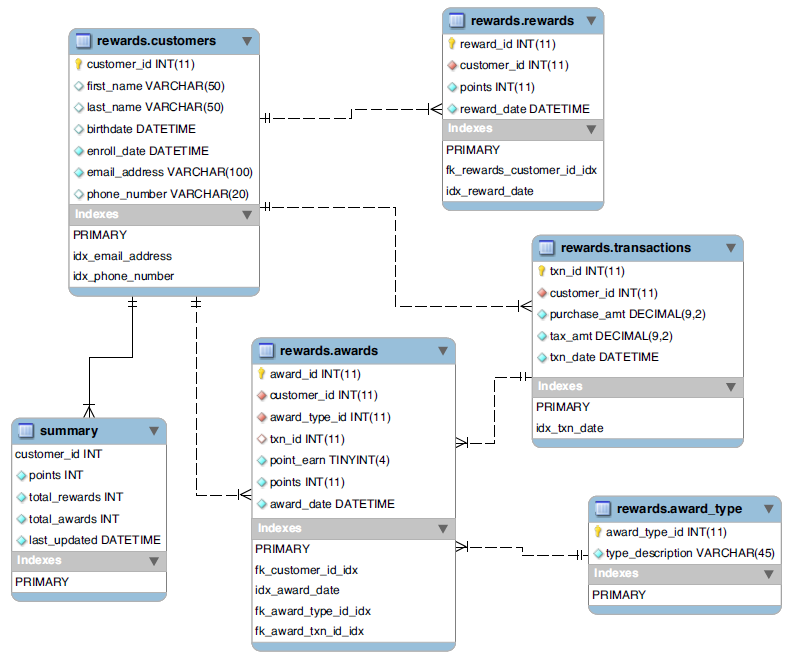 rewards.customers
customer_id INT(11)
first_name VARCHAR(50)
last_name VARCHAR(50)
birthdate DATETIME
enroll_date DATETIME
email_address VARCHAR(100)
phone_number VARCHAR(20)
Indexes
PRIMARY
idx_email_address
idx_phone_number
rewards.rewards
reward_id INT(11)
customer_id INT(11)
points INT(11)
reward_date DATETIME
Indexes
PRIMARY
fk_rewards_customer_id_idx
idx_reward_date
rewards.transactions
txn_id INT(11)
customer_id INT(11)
purchase_amt DECIMAL(9,2)
tax_amt DECIMAL(9,2)
txn_date DATETIME
Indexes
PRIMARY
idx_txn_date
rewards.awards
award_id INT(11)
customer_id INT(11)
award_type_id INT(11)
txn_id INT(11)
point_earn TINYINT(4)
points INT(11)
award_date DATETIME
Indexes
PRIMARY
fk_customer_id_idx
idx_award_date
fk_award_type_id_idx
fk_award_txn_id_idx
summary
customer_id INT
points INT
total_rewards INT
total_awards INT
last_updated DATETIME
Indexes
PRIMARY
rewards.award_type
award_type_id INT(11)
type_description VARCHAR(45)
Indexes
PRIMARY